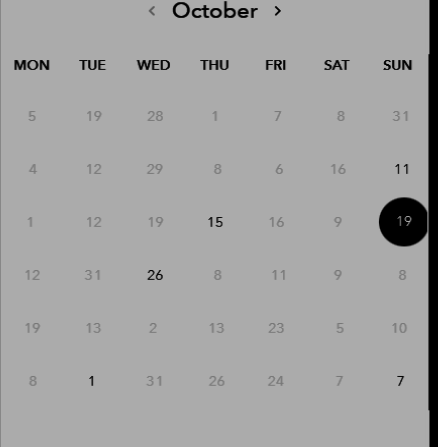 ‹ October ›
MON TUE WED THU FRI SAT SUN
5 19 28 1 7 8 31
4 12 29 8 6 16 11
1 12 19 15 16 9 19
12 31 26 8 11 9 8
19 13 2 13 23 5 10
8 1 31 26 24 7 7